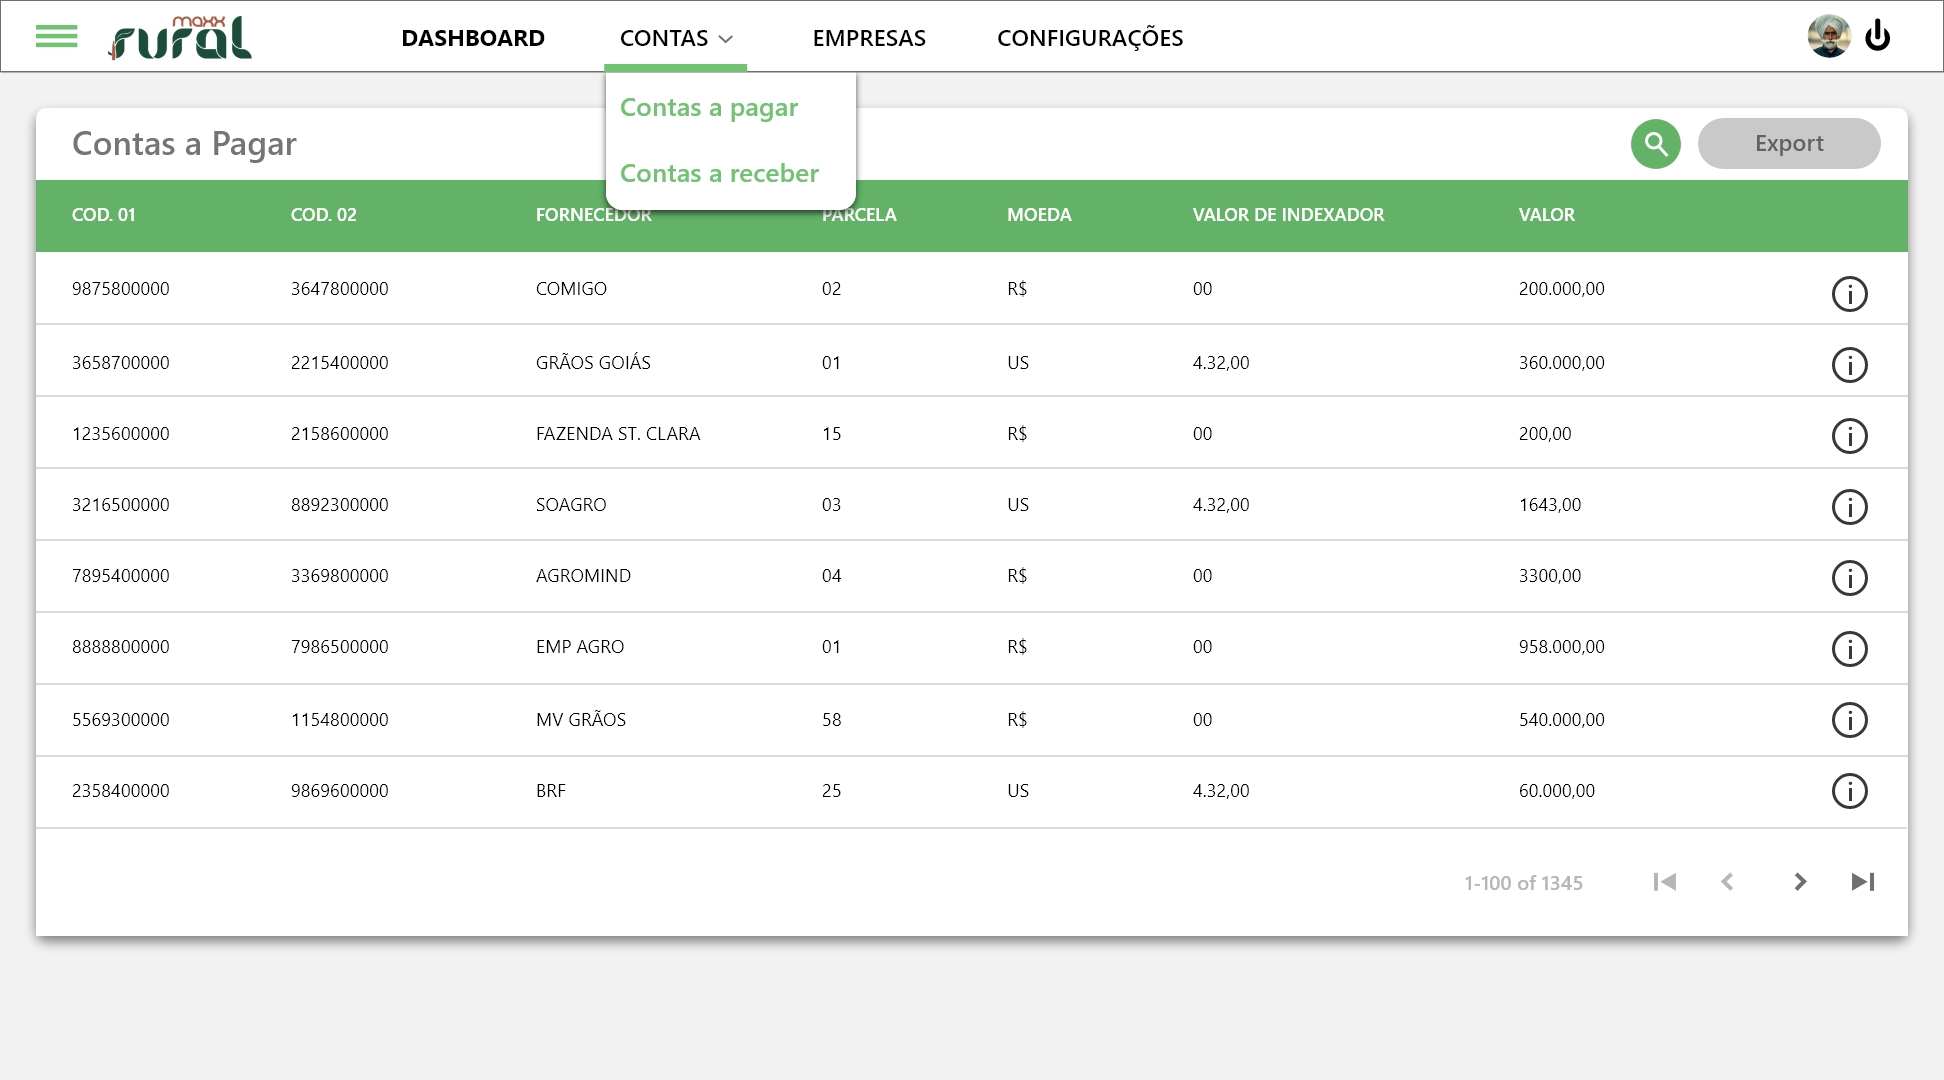 maxx
rural
DASHBOARD CONTAS EMPRESAS CONFIGURAÇÕES
Contas a pagar
Contas a receber
Contas a Pagar Export
COD. 01 COD. 02 FORNECEDOR PARCELA MOEDA VALOR DE INDEXADOR VALOR
9875800000 3647800000 COMIGO 02 R$ 00 200.000,00
3658700000 2215400000 GRÃOS GOIÁS 01 US 4.32,00 360.000,00
1235600000 2158600000 FAZENDA ST. CLARA 15 R$ 00 200,00
3216500000 8892300000 SOAGRO 03 US 4.32,00 1643,00
7895400000 3369800000 AGROMIND 04 R$ 00 3300,00
8888800000 7986500000 EMP AGRO 01 R$ 00 958.000,00
5569300000 1154800000 MV GRÃOS 58 R$ 00 540.000,00
2358400000 9869600000 BRF 25 US 4.32,00 60.000,00
1-100 of 1345